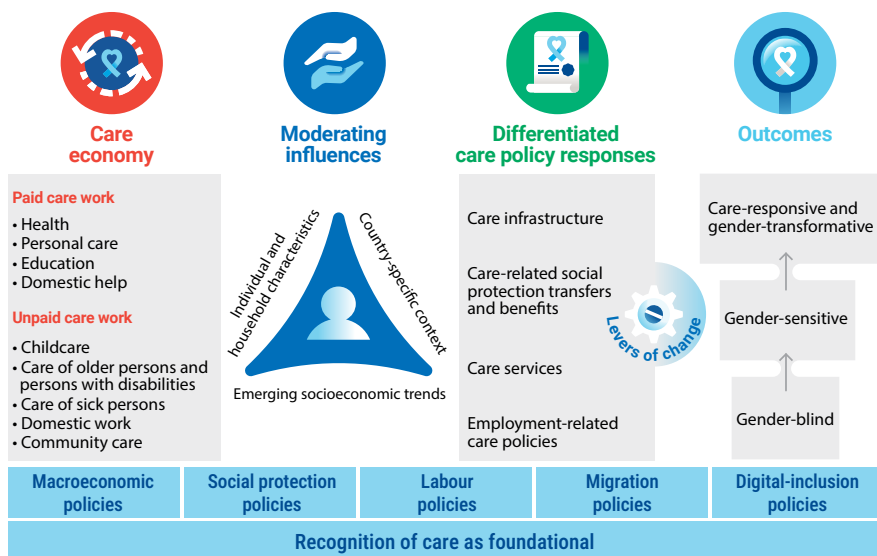 Care
economy
Moderating
influences
Differentiated
care policy responses
Outcomes
Paid care work
• Health
• Personal care
• Education
• Domestic help
Unpaid care work
• Childcare
• Care of older persons and
persons with disabilities
• Care of sick persons
• Domestic work
• Community care
Individual and
household characteristics
Country-specific context
Emerging socioeconomic trends
Care infrastructure
Care-related social
protection transfers
and benefits
Care services
Employment-related
care policies
Levers of change
Care-responsive and
gender-transformative
Gender-sensitive
Gender-blind
Macroeconomic
policies
Social protection
policies
Labour
policies
Migration
policies
Digital-inclusion
policies
Recognition of care as foundational